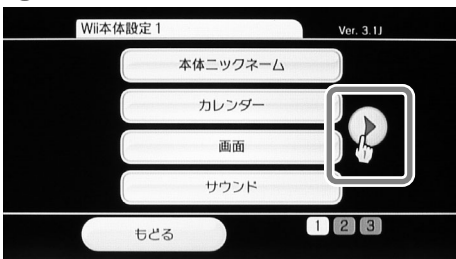 Wii本体設定 1
Ver. 3.1J
本体ニックネーム
カレンダー
画面
サウンド
もどる
1 2 3